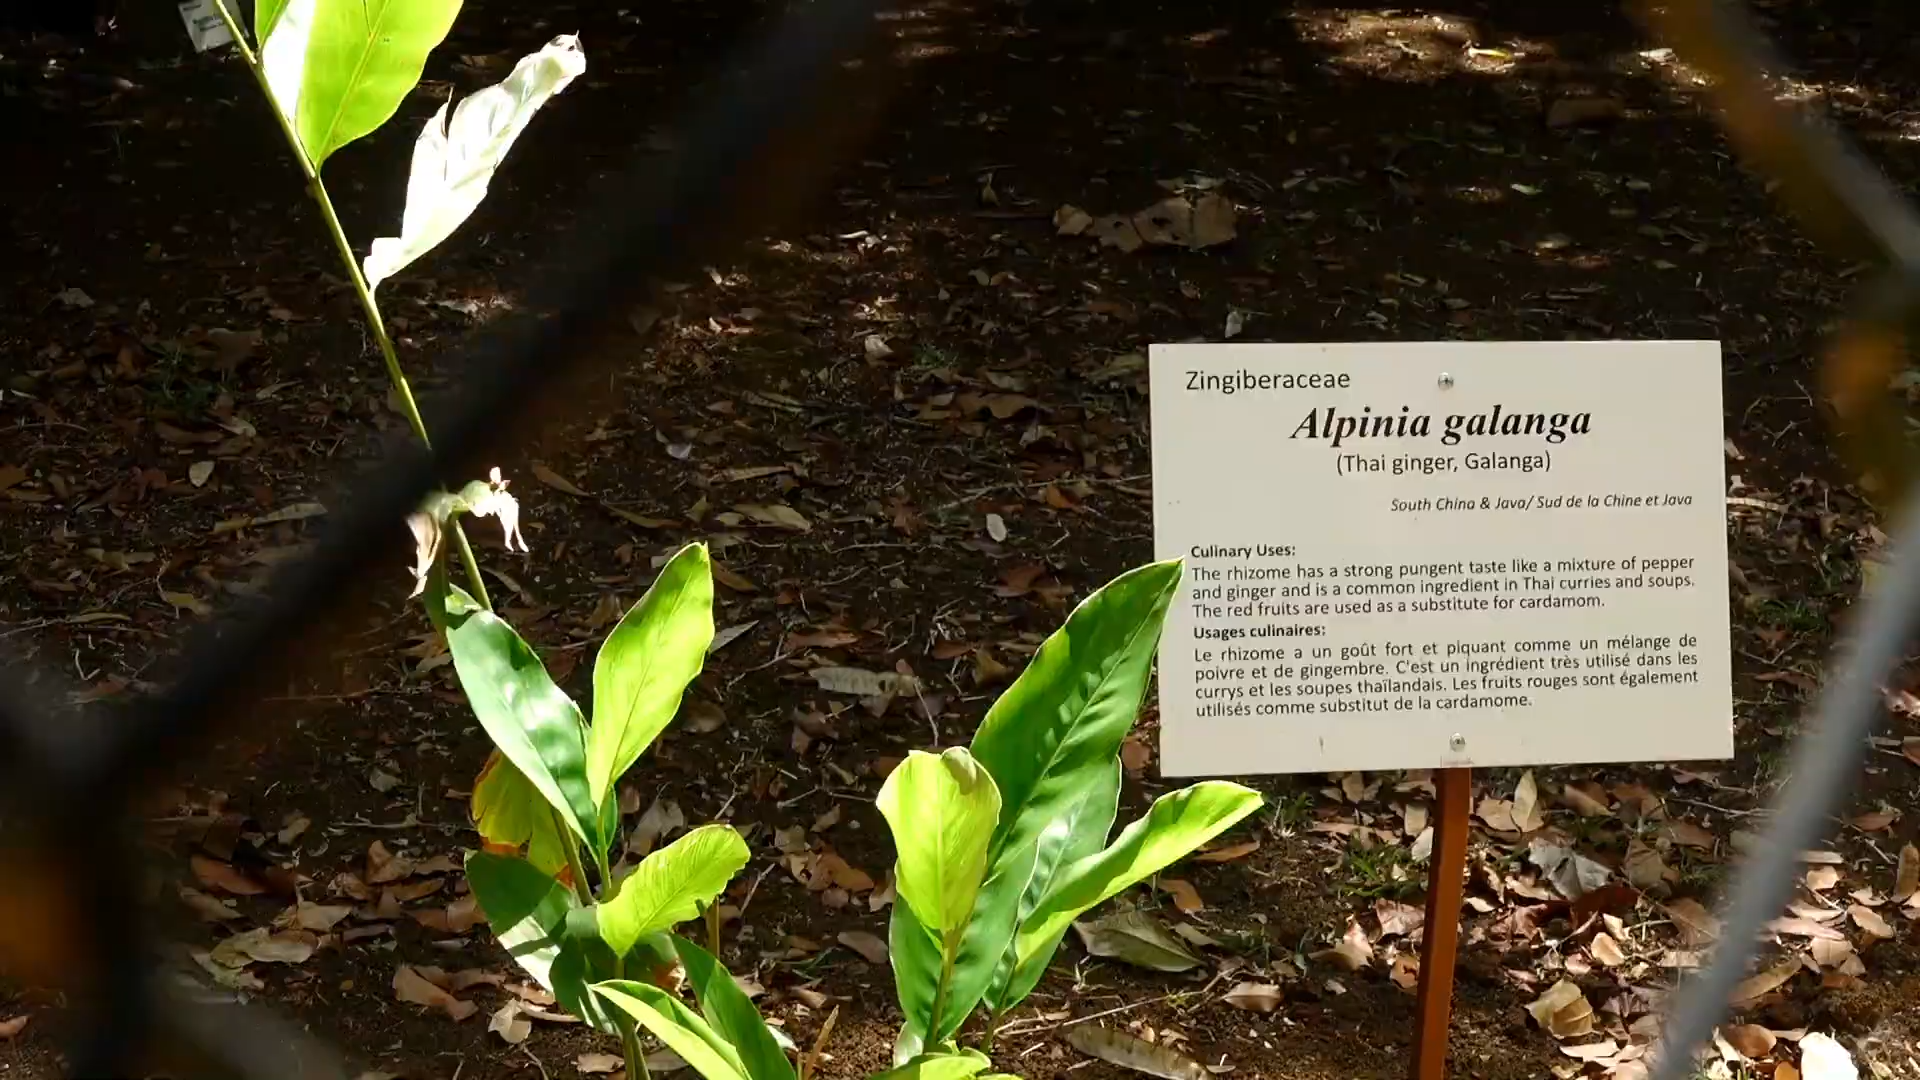 Zingiberaceae
Alpinia galanga
(Thai ginger, Galanga)
South China & Java/ Sud de la Chine et Java
Culinary Uses:
The rhizome has a strong pungent taste like a mixture of pepper
and ginger and is a common ingredient in Thai curries and soups.
The red fruits are used as a substitute for cardamom.
Usages culinaires:
Le rhizome a un goût fort et piquant comme un mélange de
poivre et de gingembre. C'est un ingrédient très utilisé dans les
currys et les soupes thaïlandais. Les fruits rouges sont également
utilisés comme substitut de la cardamome.